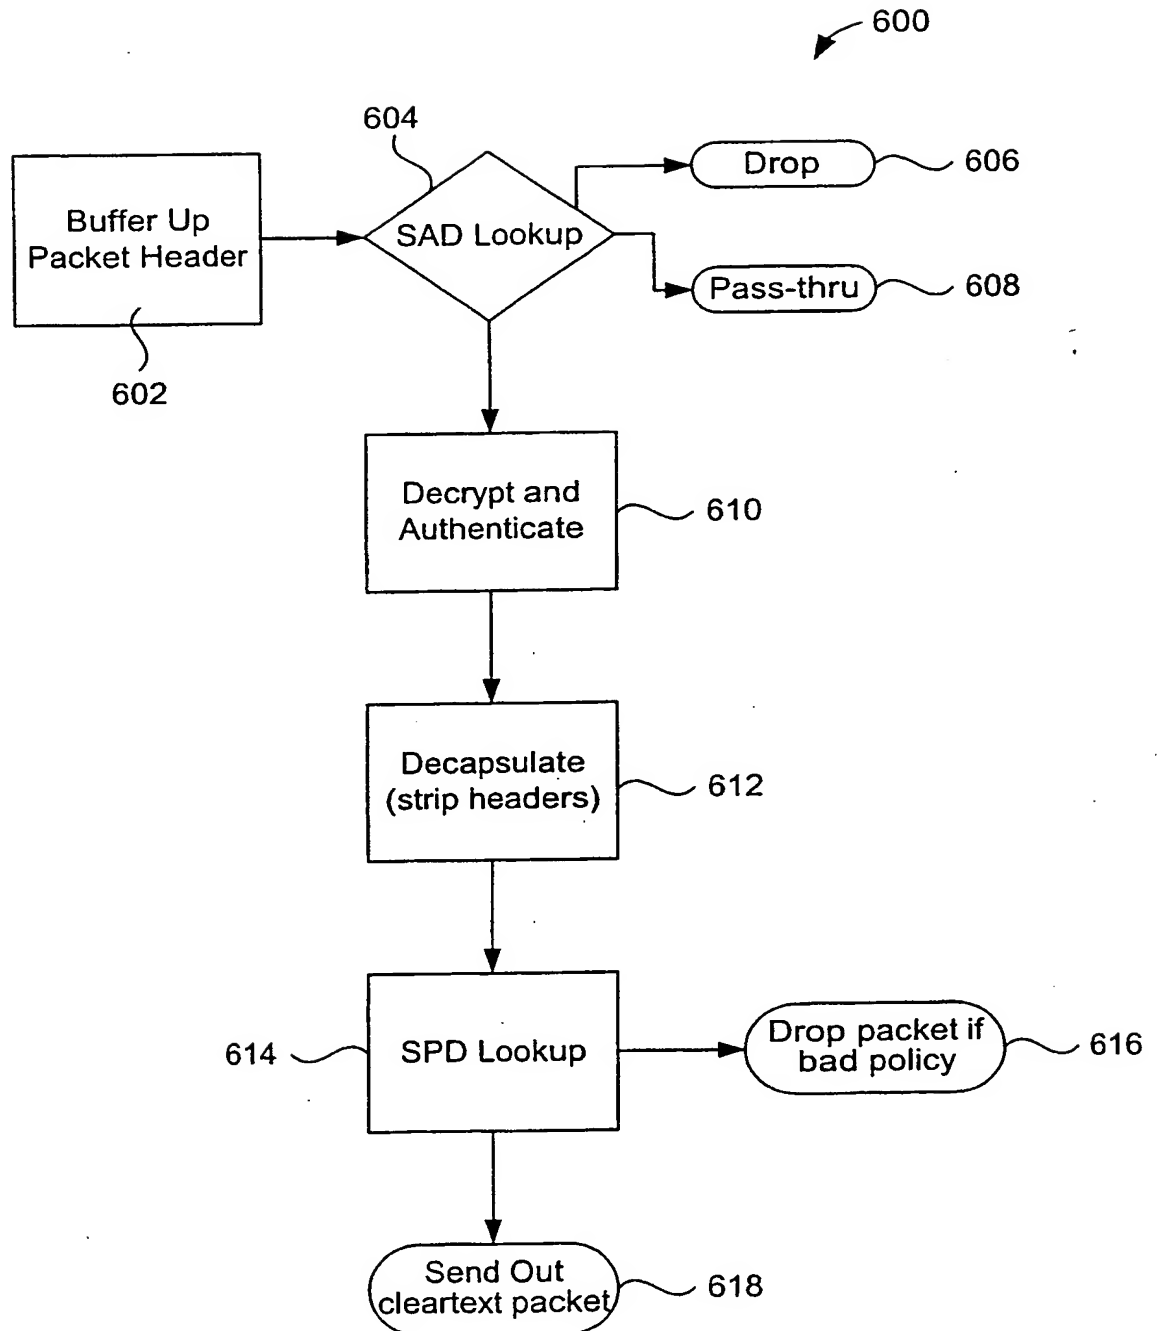 600
604
Drop
606
Buffer Up
Packet Header
SAD Lookup
Pass-thru
608
602
Decrypt and
Authenticate
610
Decapsulate
(strip headers)
612
614
SPD Lookup
Drop packet if
bad policy
616
Send Out
cleartext packet
618